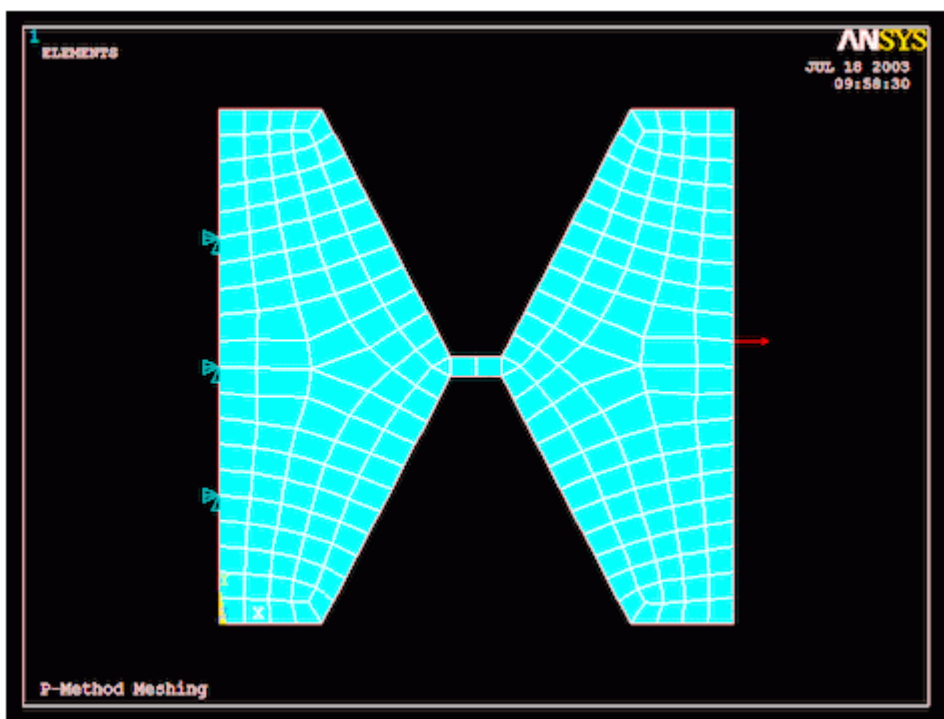 1
ELEMENTS
ANSYS
JUL 18 2003
09:58:30
Y
X
P-Method Meshing